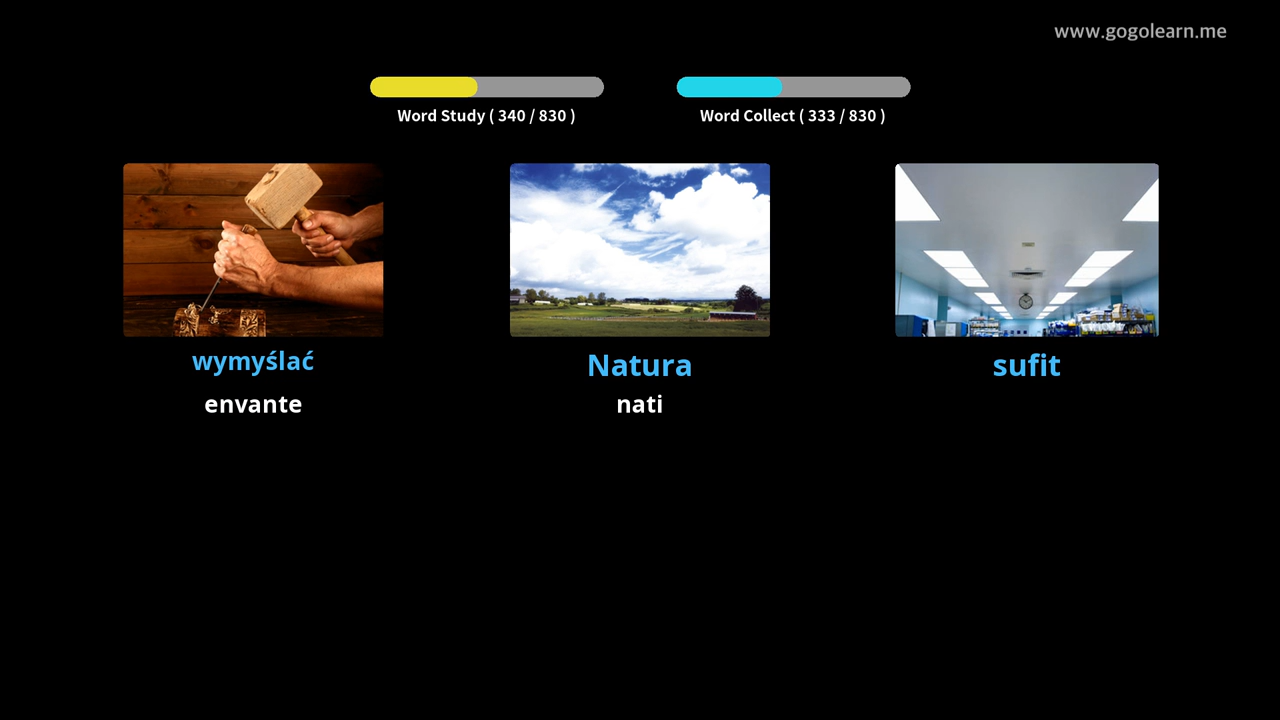 www.gogolearn.me
Word Study ( 340 / 830 )
Word Collect ( 333 / 830 )
wymyślać
envante
Natura
nati
sufit